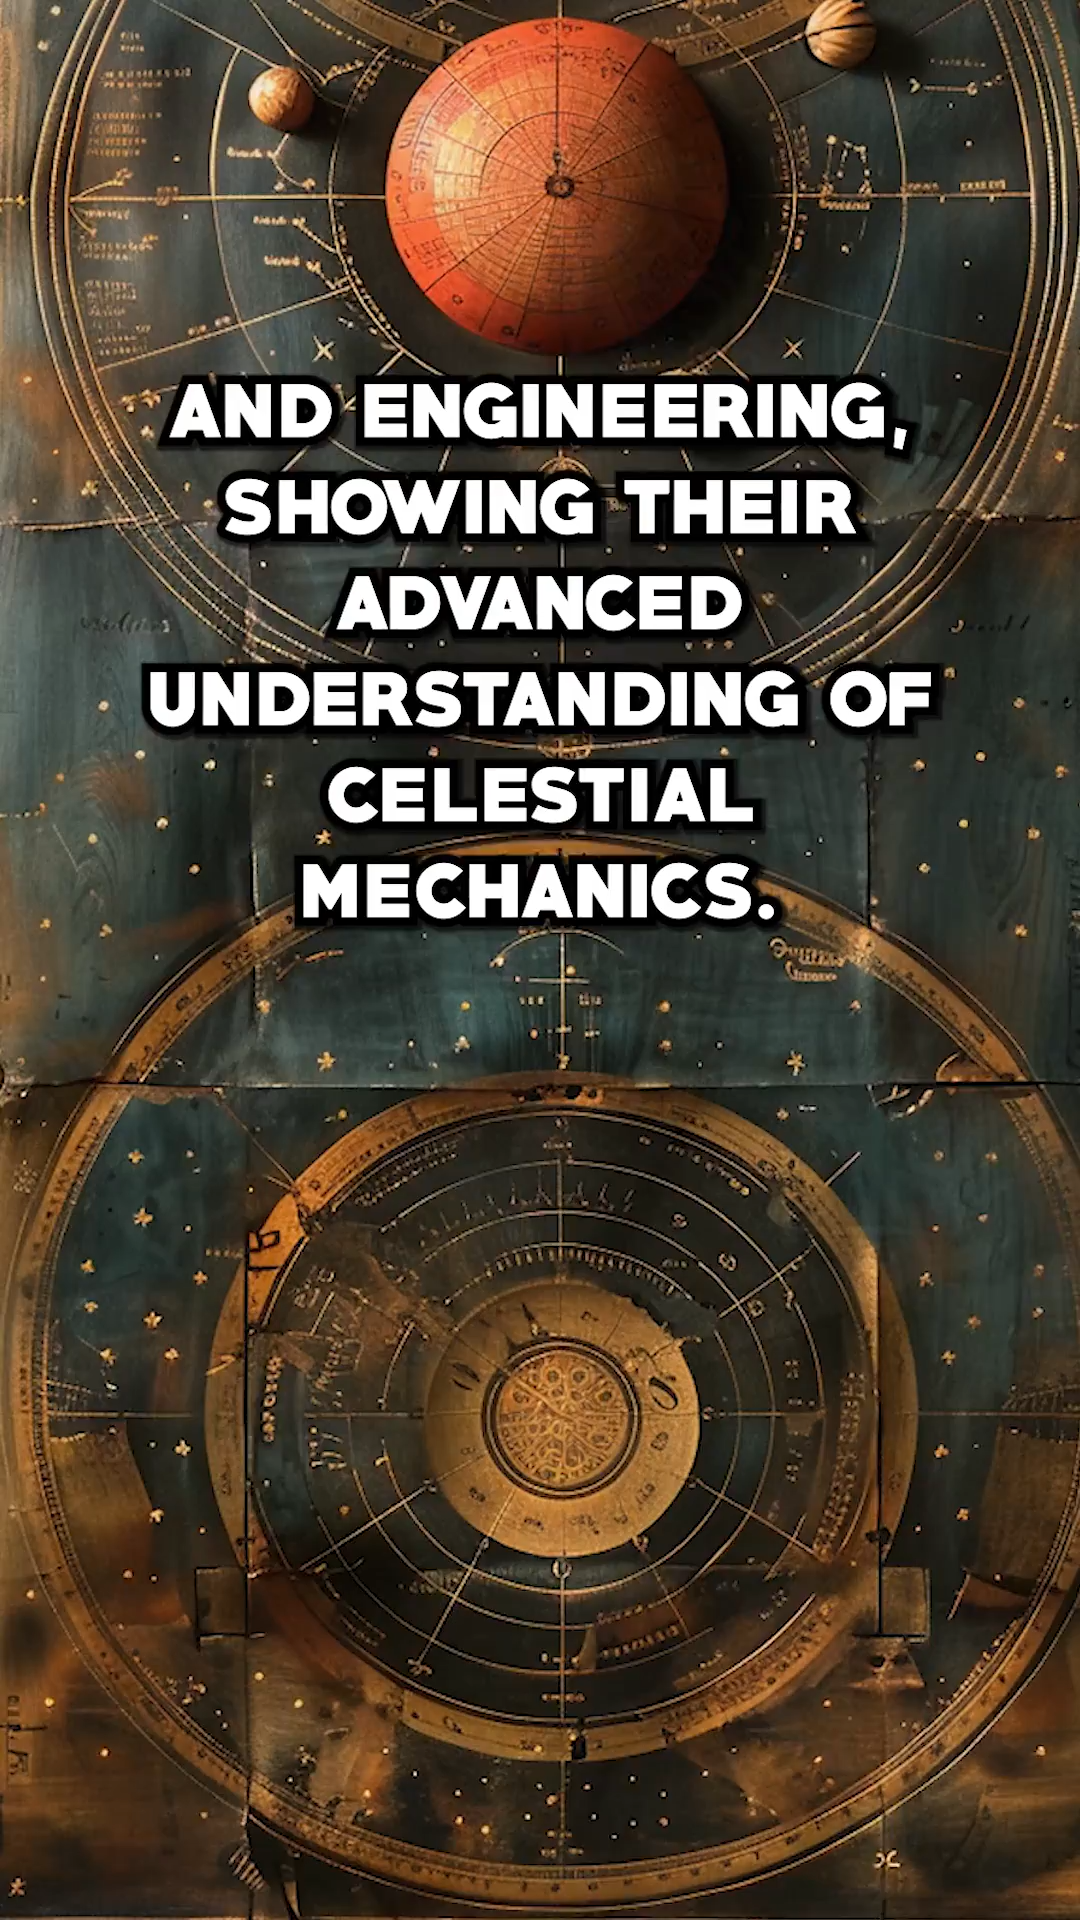 AND ENGINEERING,
SHOWING THEIR
ADVANCED
UNDERSTANDING OF
CELESTIAL
MECHANICS.